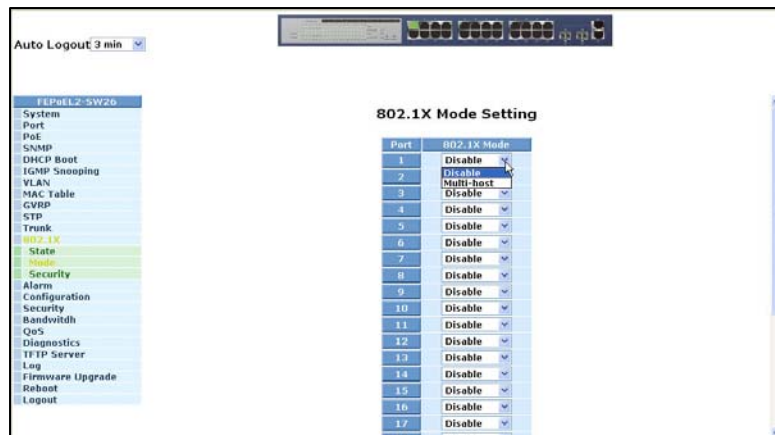 Auto Logout 3 min
FEPoEL2-SW26
System
Port
PoE
SNMP
DHCP Boot
IGMP Snooping
VLAN
MAC Table
GVRP
STP
Trunk
802.1X
State
Mode
Security
Alarm
Configuration
Security
Bandwitdh
QoS
Diagnostics
TFTP Server
Log
Firmware Upgrade
Reboot
Logout
802.1X Mode Setting
Port 802.1X Mode
1 Disable
2 Disable
Multi-host
3 Disable
4 Disable
5 Disable
6 Disable
7 Disable
8 Disable
9 Disable
10 Disable
11 Disable
12 Disable
13 Disable
14 Disable
15 Disable
16 Disable
17 Disable